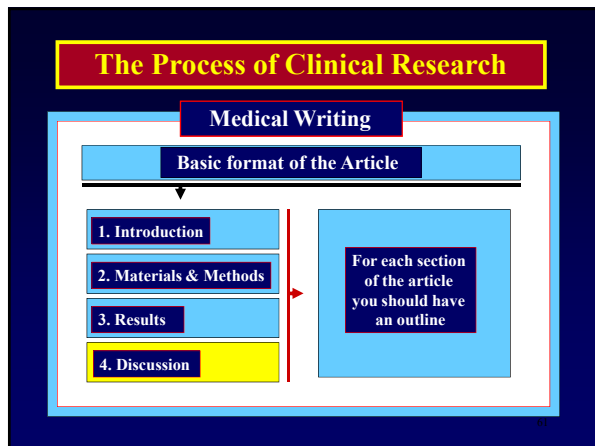 The Process of Clinical Research
Medical Writing
Basic format of the Article
1. Introduction
2. Materials & Methods
3. Results
4. Discussion
For each section
of the article
you should have
an outline